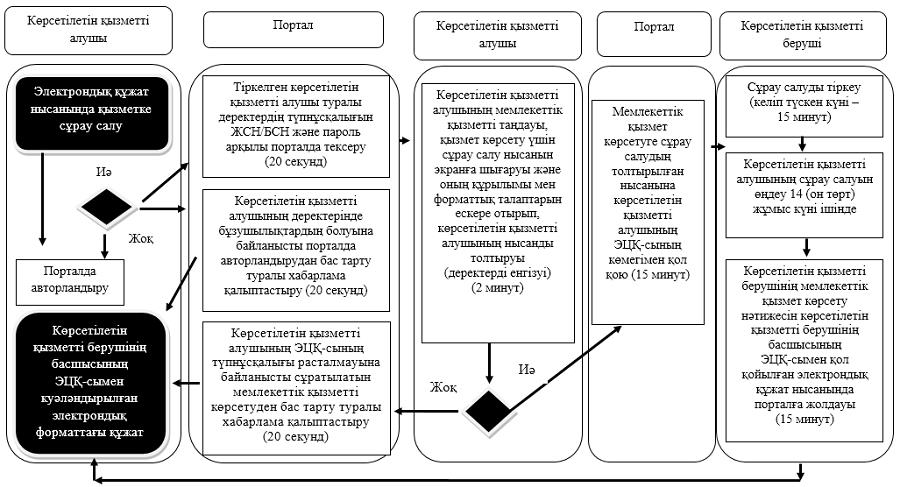 Көрсетілетін қызметті
алушы
Портал
Көрсетілетін қызметті
алушы
Портал
Көрсетілетін қызметті
беруші
Электрондық құжат
нысанында қызметке
сұрау салу
Иә
Жоқ
Порталда
авторландыру
Көрсетілетін
қызметті берушінің
басшысының
ЭЦҚ-сымен
куәләндырылған
электрондық
форматтағы құжат
Тіркелген көрсетілетін
қызметті алушы туралы
деректердің түпнұсқалығын
ЖСН/БСН және пароль
арқылы порталда тексеру
(20 секунд)
Көрсетілетін қызметті
алушының деректерінде
бұзушылықтардың болуына
байланысты порталда
авторландырудан бас тарту
туралы хабарлама
қалыптастыру (20 секунд)
Көрсетілетін қызметті
алушының ЭЦҚ-сының
түпнұсқалығы расталмауына
байланысты сұратылатын
мемлекеттік қызметті
көрсетуден бас тарту туралы
хабарлама қалыптастыру
(20 секунд)
Көрсетілетін қызметті
алушының мемлекеттік
қызметті таңдауы,
қызмет көрсету үшін
сұрау салу нысанын
экранға шығаруы және
оның құрылымы мен
форматтық талаптарын
ескере отырып,
көрсетілетін қызметті
алушының нысанды
толтыруы
(деректерді енгізуі)
(2 минут)
Жоқ
Иә
Мемлекеттік
қызмет
көрсетуге сұрау
салудың
толтырылған
нысанына
көрсетілетін
қызметті
алушының
ЭЦҚ-сының
көмегімен қол
қою (15 минут)
Сұрау салуды тіркеу
(келіп түскен күні –
15 минут)
Көрсетілетін қызметті
алушының сұрау салуын
өңдеу 14 (он төрт)
жұмыс күні ішінде
Көрсетілетін қызметті
берушінің мемлекеттік
қызмет көрсету
нәтижесін көрсетілетін
қызметті берушінің
басшысының
ЭЦҚ-сымен қол
қойылған электрондық
құжат нысанында
порталға жолдауы
(15 минут)